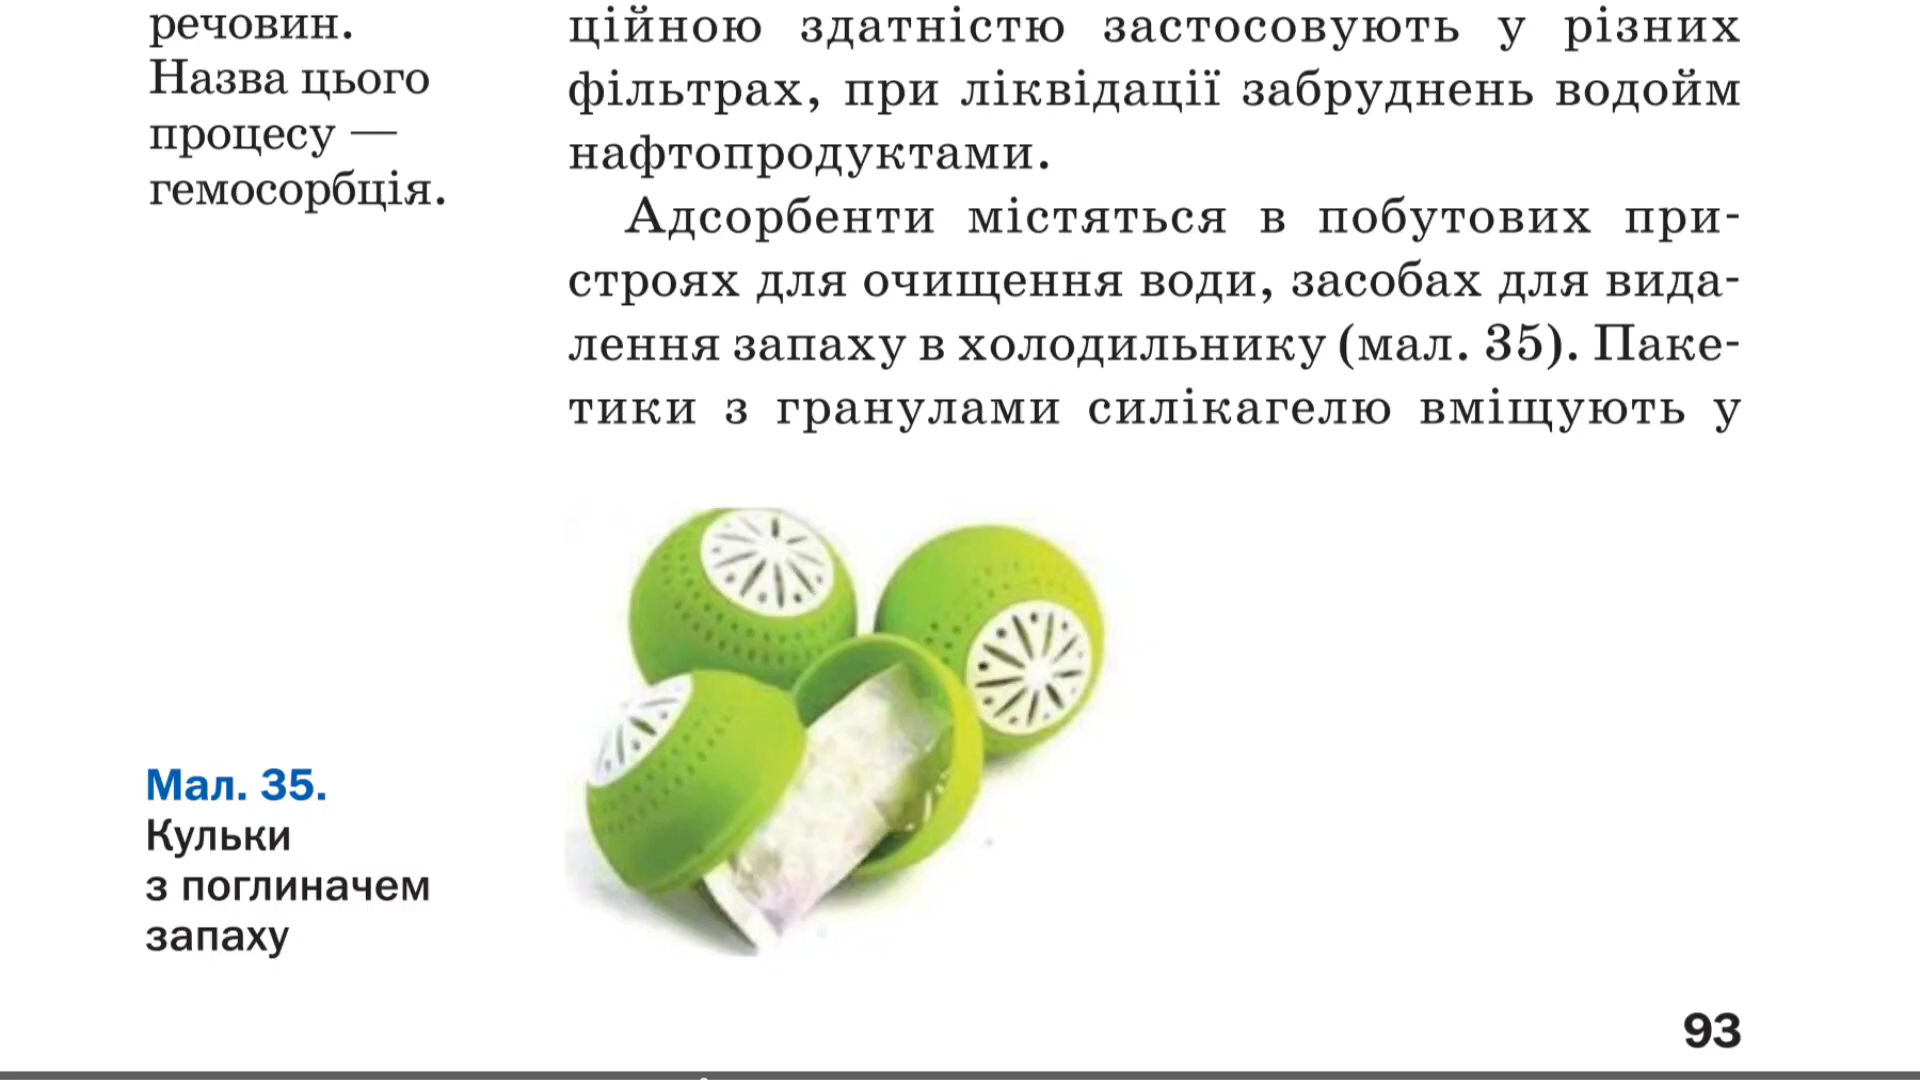 речовин.
Назва цього
процесу —
гемосорбція.
ційною здатністю застосовують у різних
фільтрах, при ліквідації забруднень водойм
нафтопродуктами.
Адсорбенти містяться в побутових при-
строях для очищення води, засобах для вида-
лення запаху в холодильнику (мал. 35). Паке-
тики з гранулами силікагелю вміщують у
Мал. 35.
Кульки
з поглиначем
запаху
93